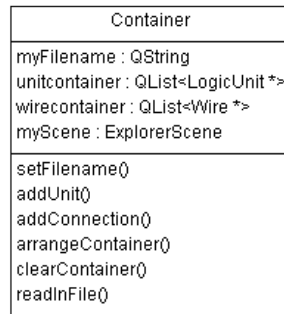 Container
myFilename : QString
unitcontainer : QList<LogicUnit *>
wirecontainer : QList<Wire *>
myScene : ExplorerScene
setFilename()
addUnit()
addConnection()
arrangeContainer()
clearContainer()
readInFile()